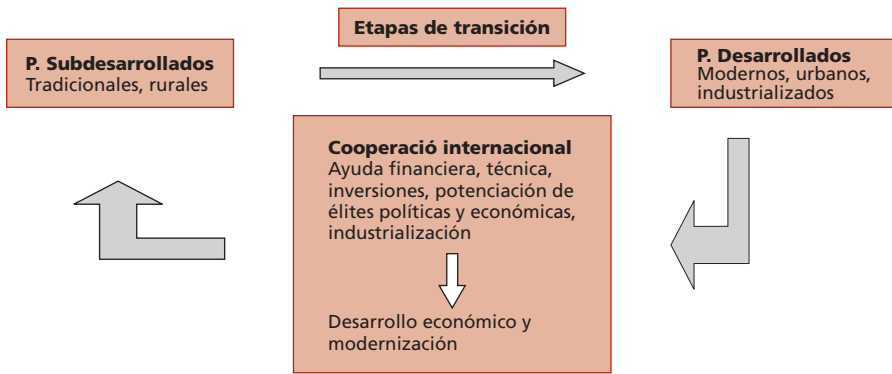 Etapas de transición
P. Subdesarrollados
Tradicionales, rurales
P. Desarrollados
Modernos, urbanos,
industrializados
Cooperació internacional
Ayuda financiera, técnica,
inversiones, potenciación de
élites políticas y económicas,
industrialización
Desarrollo económico y
modernización